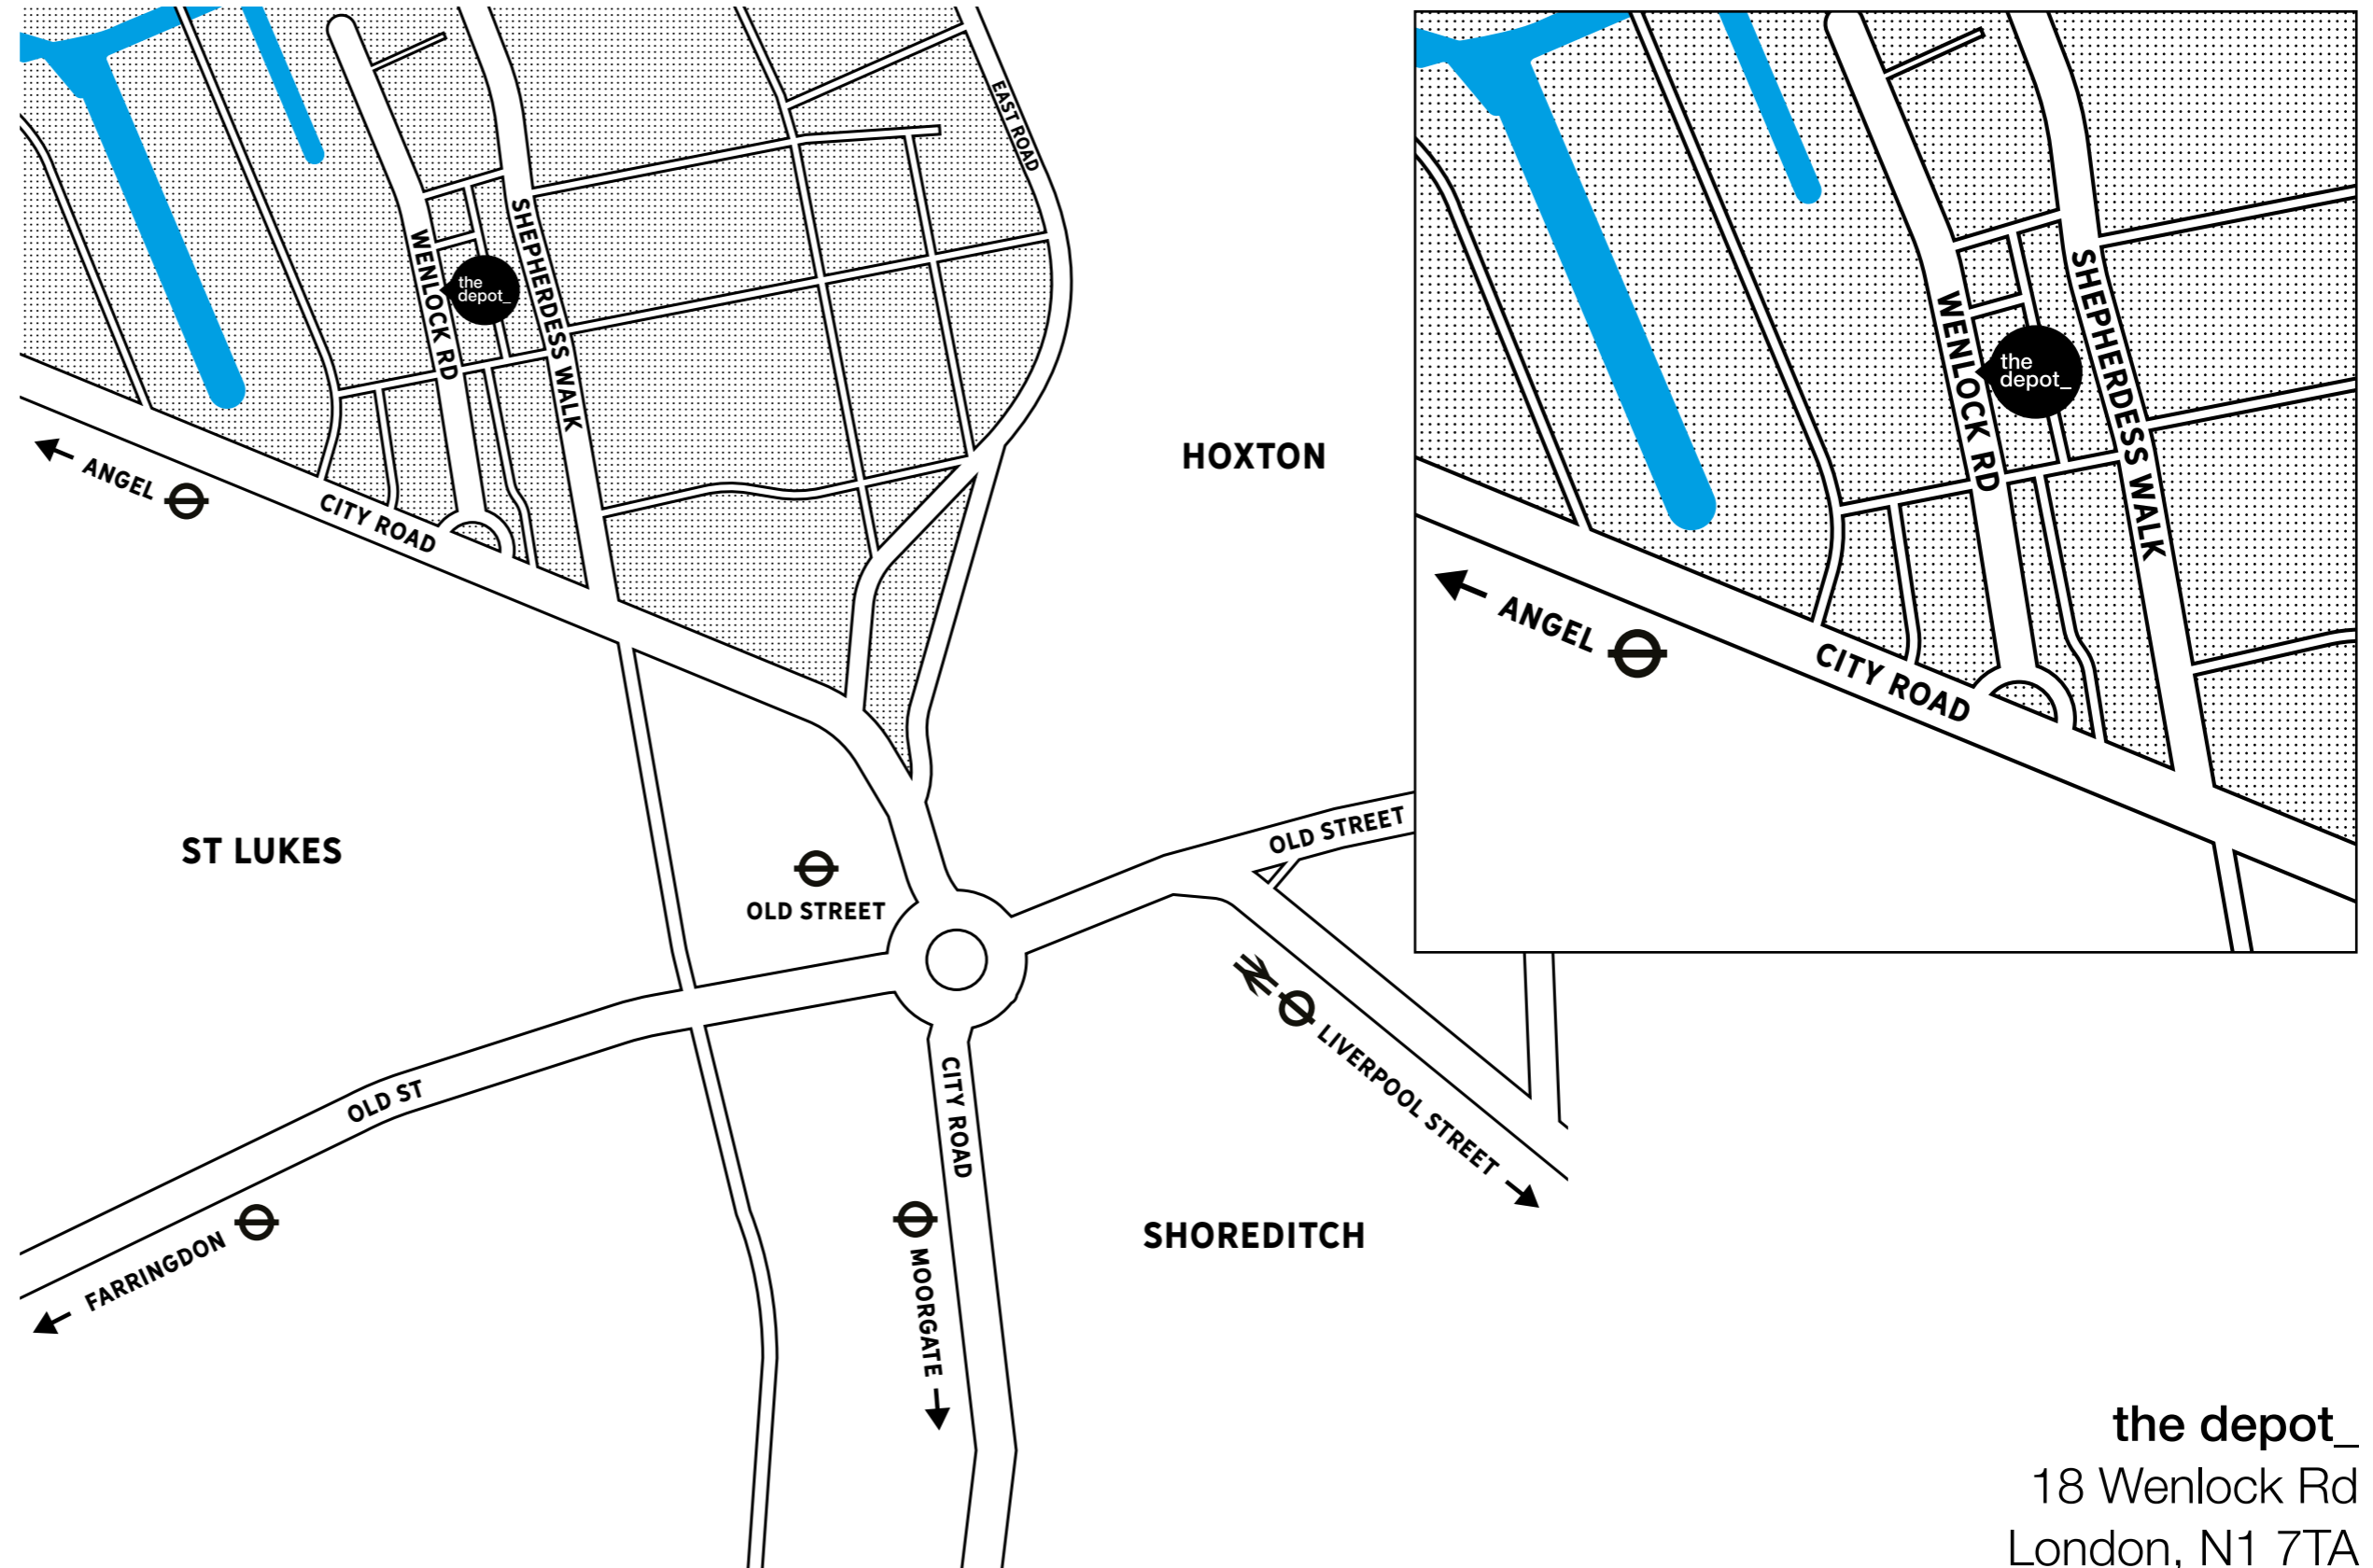 EAST ROAD
SHEPHERDESS WALK
WENLOCK RD
the
depot_
HOXTON
ANGEL
CITY ROAD
ST LUKES
OLD STREET
OLD STREET
OLD ST
CITY ROAD
LIVERPOOL STREET
FARRINGDON
MOORGATE
SHOREDITCH
SHEPHERDESS WALK
WENLOCK RD
the
depot_
ANGEL
CITY ROAD
the depot_
18 Wenlock Rd
London, N1 7TA